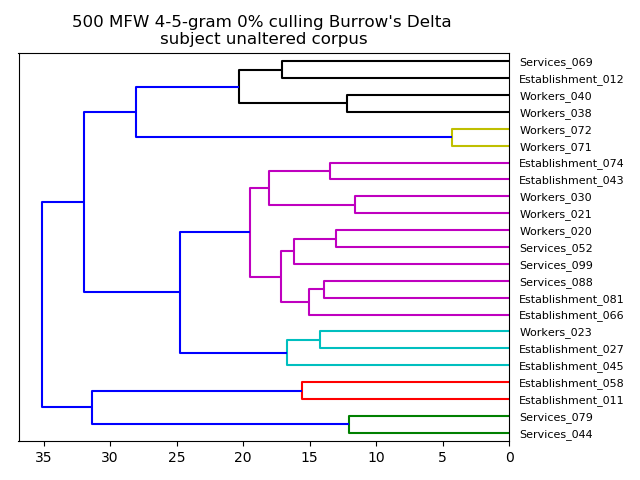 500 MFW 4-5-gram 0% culling Burrow's Delta
subject unaltered corpus
Services_069
Establishment_012
Workers_040
Workers_038
Workers_072
Workers_071
Establishment_074
Establishment_043
Workers_030
Workers_021
Workers_020
Services_052
Services_099
Services_088
Establishment_081
Establishment_066
Workers_023
Establishment_027
Establishment_045
Establishment_058
Establishment_011
Services_079
Services_044
35 30 25 20 15 10 5 0